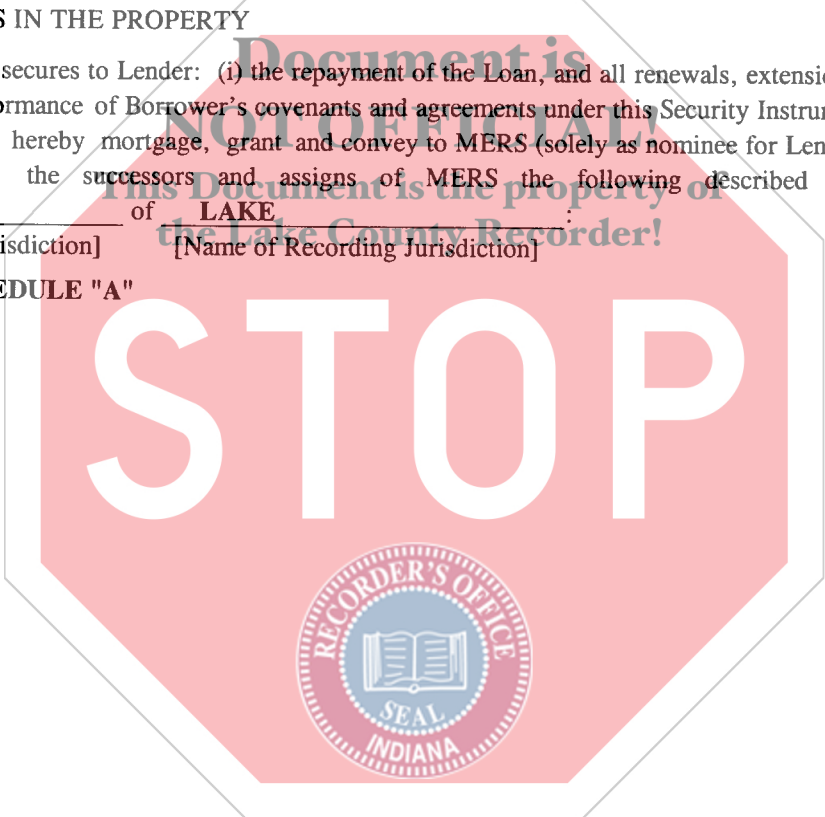 S IN THE PROPERTY
Document is
secures to Lender: (i) the repayment of the Loan, and all renewals, extensi
ormance of Borrower's covenants and agreements under this Security Instru
NOT OFFICIAL!
hereby mortgage, grant and convey to MERS (solely as nominee for Len
the successors and assigns of MERS the following described
This Document is the property of
of LAKE :
the Lake County Recorder!
isdiction] [Name of Recording Jurisdiction]
EDULE "A"
STOP
RECORDER'S OFFICE
SEAL
INDIANA